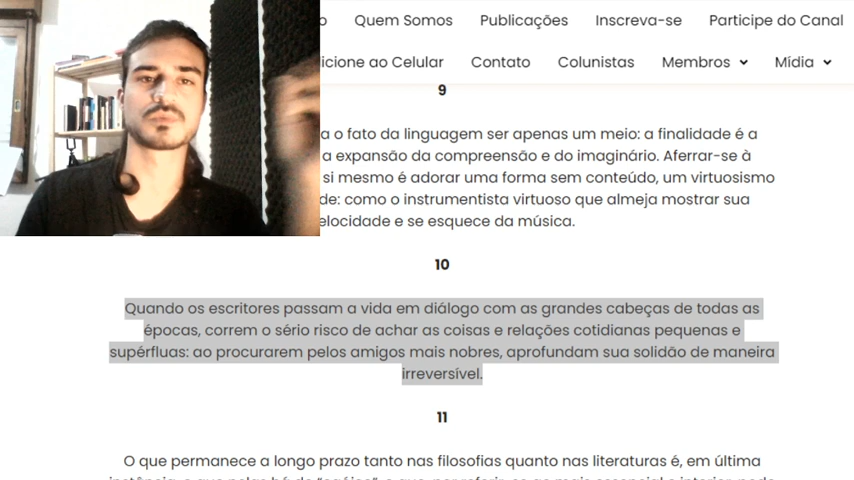 Quem Somos Publicações Inscreva-se Participe do Canal
Contato Colunistas Membros Mídia
9
a o fato da linguagem ser apenas um meio: a finalidade é a
a expansão da compreensão e do imaginário. Aferrar-se à
si mesmo é adorar uma forma sem conteúdo, um virtuosismo
como o instrumentista virtuoso que almeja mostrar sua
e se esquece da música.
10
Quando os escritores passam a vida em diálogo com as grandes cabeças de todas as
épocas, correm o sério risco de achar as coisas e relações cotidianas pequenas e
supérfluas: ao procurarem pelos amigos mais nobres, aprofundam sua solidão de maneira
irreversível.
11
O que permanece a longo prazo tanto nas filosofias quanto nas literaturas é, em última